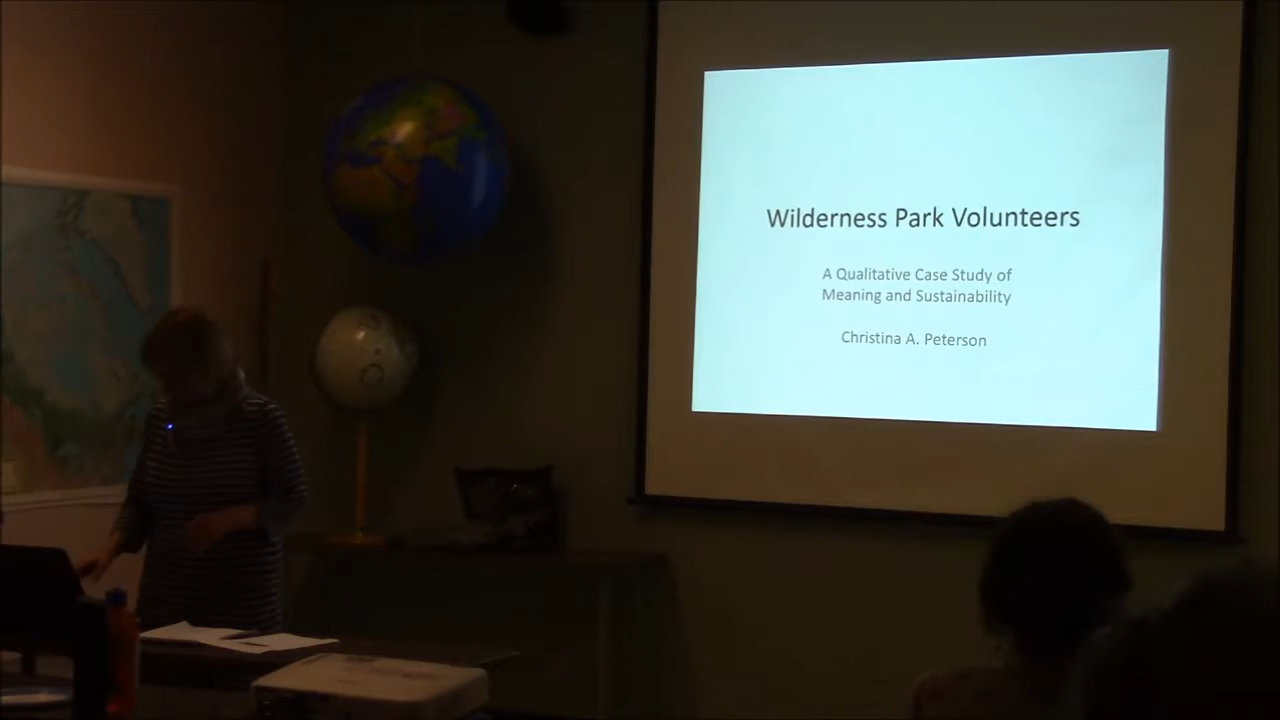 Wilderness Park Volunteers
A Qualitative Case Study of
Meaning and Sustainability
Christina A. Peterson